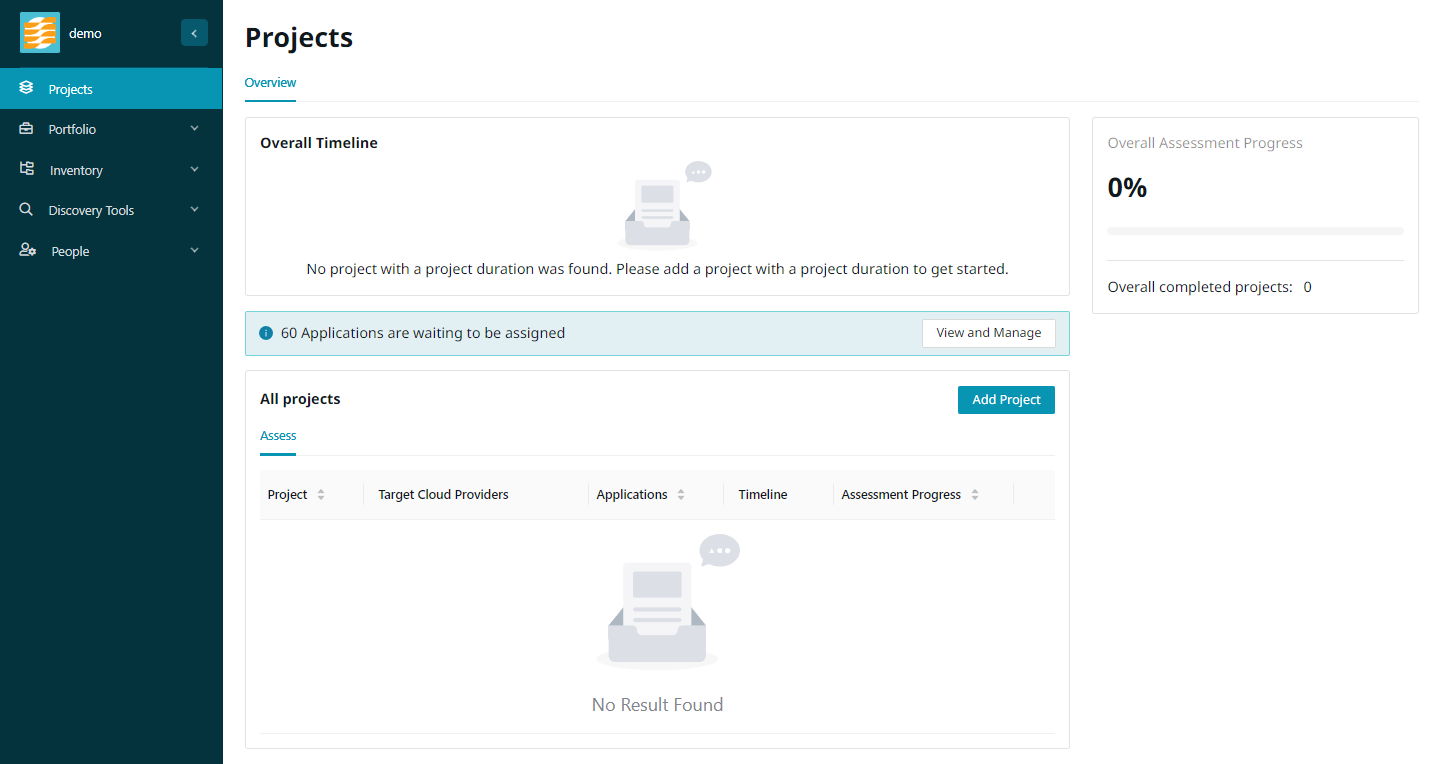 demo
Projects
Portfolio
Inventory
Discovery Tools
People
Projects
Overview
Overall Timeline
No project with a project duration was found. Please add a project with a project duration to get started.
60 Applications are waiting to be assigned
View and Manage
All projects
Add Project
Assess
Project Target Cloud Providers Applications Timeline Assessment Progress
No Result Found
Overall Assessment Progress
0%
Overall completed projects: 0